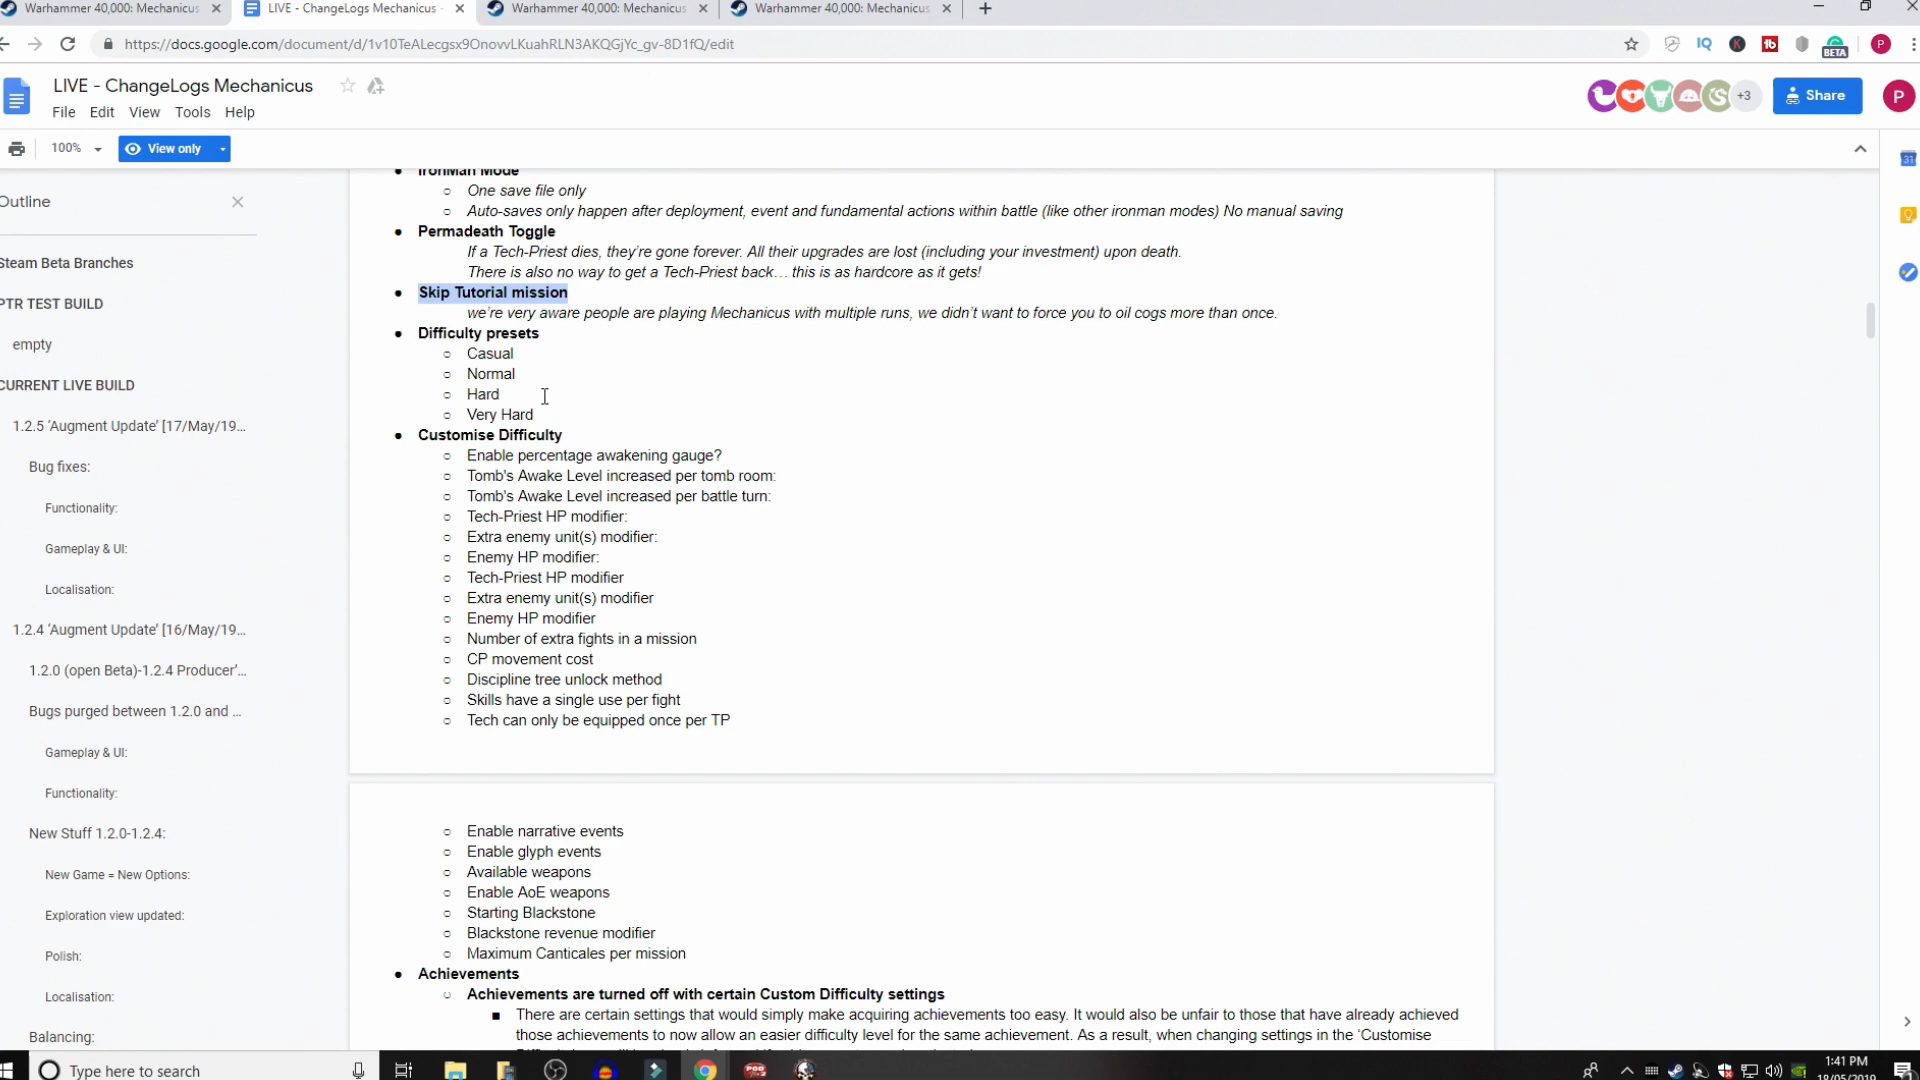 Warhammer 40,000: Mechanicus
LIVE - ChangeLogs Mechanicus -
Warhammer 40,000: Mechanicus
Warhammer 40,000: Mechanicus
https://docs.google.com/document/d/1v10TeALecgsx9OnovvLKuahRLN3AKQGjYc_gv-8D1fQ/edit
IQ
K
tb
BETA
P
LIVE - ChangeLogs Mechanicus
File Edit View Tools Help
+3
Share
P
100%
View only
31
Outline
Steam Beta Branches
PTR TEST BUILD
empty
CURRENT LIVE BUILD
1.2.5 'Augment Update' [17/May/19...
Bug fixes:
Functionality:
Gameplay & UI:
Localisation:
1.2.4 'Augment Update' [16/May/19...
1.2.0 (open Beta)-1.2.4 Producer'...
Bugs purged between 1.2.0 and ...
Gameplay & UI:
Functionality:
New Stuff 1.2.0-1.2.4:
New Game = New Options:
Exploration view updated:
Polish:
Localisation:
Balancing:
IronMan Mode
One save file only
Auto-saves only happen after deployment, event and fundamental actions within battle (like other ironman modes) No manual saving
Permadeath Toggle
If a Tech-Priest dies, they're gone forever. All their upgrades are lost (including your investment) upon death.
There is also no way to get a Tech-Priest back… this is as hardcore as it gets!
Skip Tutorial mission
we're very aware people are playing Mechanicus with multiple runs, we didn't want to force you to oil cogs more than once.
Difficulty presets
Casual
Normal
Hard
Very Hard
Customise Difficulty
Enable percentage awakening gauge?
Tomb's Awake Level increased per tomb room:
Tomb's Awake Level increased per battle turn:
Tech-Priest HP modifier:
Extra enemy unit(s) modifier:
Enemy HP modifier:
Tech-Priest HP modifier
Extra enemy unit(s) modifier
Enemy HP modifier
Number of extra fights in a mission
CP movement cost
Discipline tree unlock method
Skills have a single use per fight
Tech can only be equipped once per TP
Enable narrative events
Enable glyph events
Available weapons
Enable AoE weapons
Starting Blackstone
Blackstone revenue modifier
Maximum Canticales per mission
Achievements
Achievements are turned off with certain Custom Difficulty settings
There are certain settings that would simply make acquiring achievements too easy. It would also be unfair to those that have already achieved
those achievements to now allow an easier difficulty level for the same achievement. As a result, when changing settings in the 'Customise
Type here to search
1:41 PM
18/05/2019